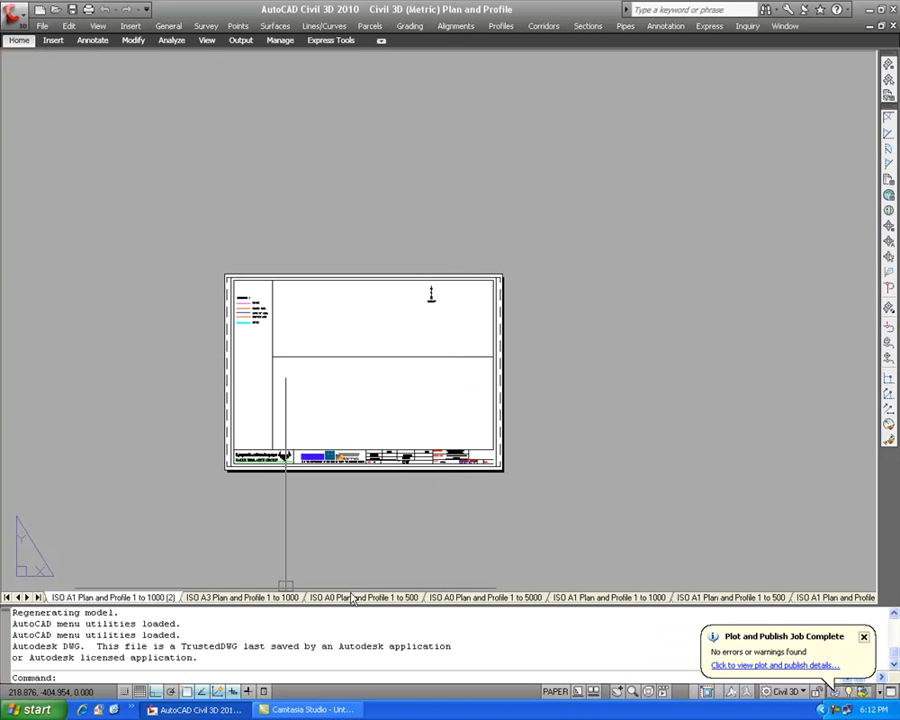 AutoCAD Civil 3D 2010 Civil 3D (Metric) Plan and Profile
Type a keyword or phrase
File Edit View Insert General Survey Points Surfaces Lines/Curves Parcels Grading Alignments Profiles Corridors Sections Pipes Annotation Inquiry Express Window
Home Insert Annotate Modify Analyze View Output Manage Express Tools
Y
X
ISO A1 Plan and Profile 1 to 1000 (2) ISO A3 Plan and Profile 1 to 1000 ISO A0 Plan and Profile 1 to 500 ISO A0 Plan and Profile 1 to 5000 ISO A1 Plan and Profile 1 to 1000 ISO A1 Plan and Profile 1 to 500 ISO A1 Plan and Profile
Regenerating model.
AutoCAD menu utilities loaded.
AutoCAD menu utilities loaded.
Autodesk DWG. This file is a TrustedDWG last saved by an Autodesk application
or Autodesk licensed application.
Command:
Plot and Publish Job Complete
No errors or warnings found
Click to view plot and publish details...
218.876, -404.954, 0.000 PAPER Civil 3D
start AutoCAD Civil 3D 201... Camtasia Studio - Unt... 6:12 PM